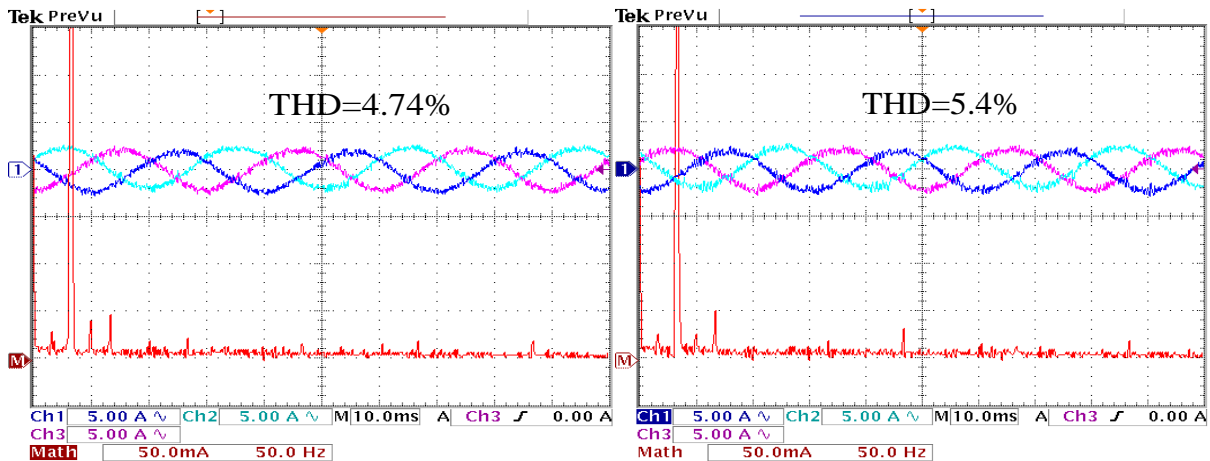 Tek PreVu
THD=4.74%
1
M
Ch1 5.00 A ∿ Ch2 5.00 A ∿ M 10.0ms A Ch3 ƒ 0.00 A
Ch3 5.00 A ∿
Math 50.0mA 50.0 Hz
Tek PreVu
THD=5.4%
1
M
Ch1 5.00 A ∿ Ch2 5.00 A ∿ M 10.0ms A Ch3 ƒ 0.00 A
Ch3 5.00 A ∿
Math 50.0mA 50.0 Hz